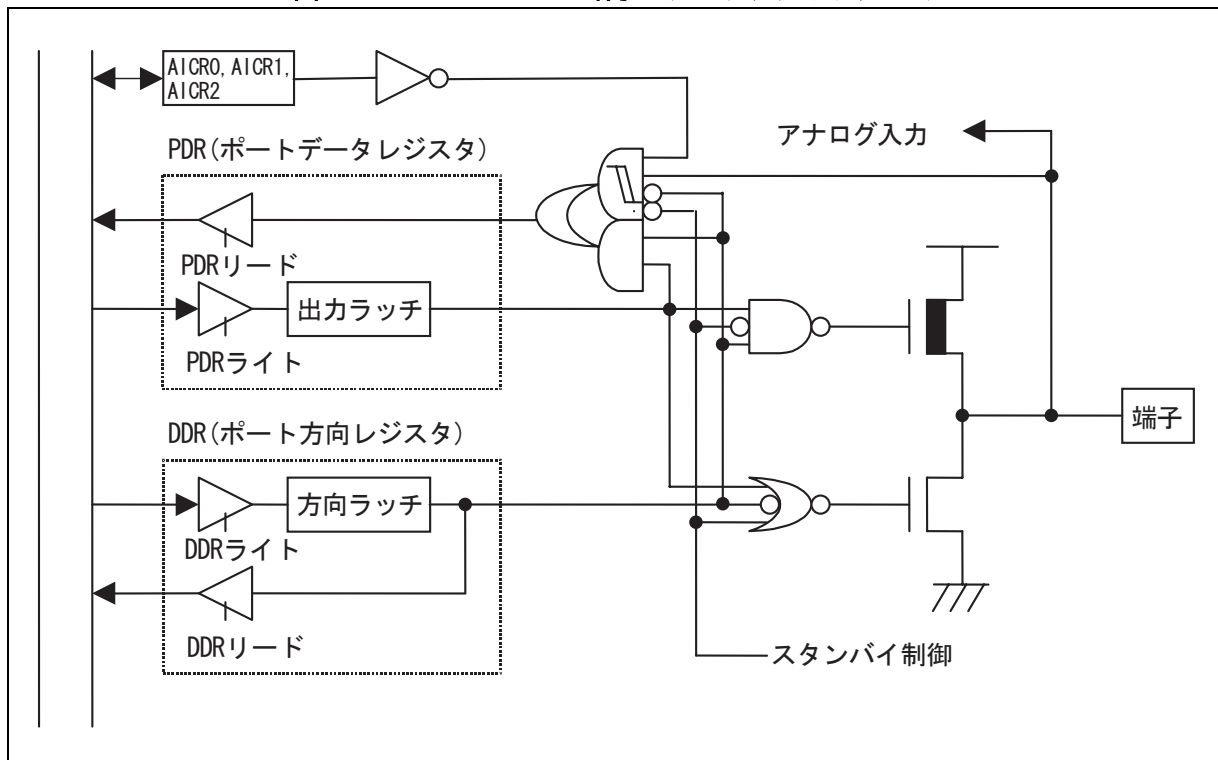 AICR0, AICR1,
AICR2
アナログ入力
PDR(ポートデータレジスタ)
PDRリード
出力ラッチ
PDRライト
端子
DDR(ポート方向レジスタ)
方向ラッチ
DDRライト
DDRリード
スタンバイ制御